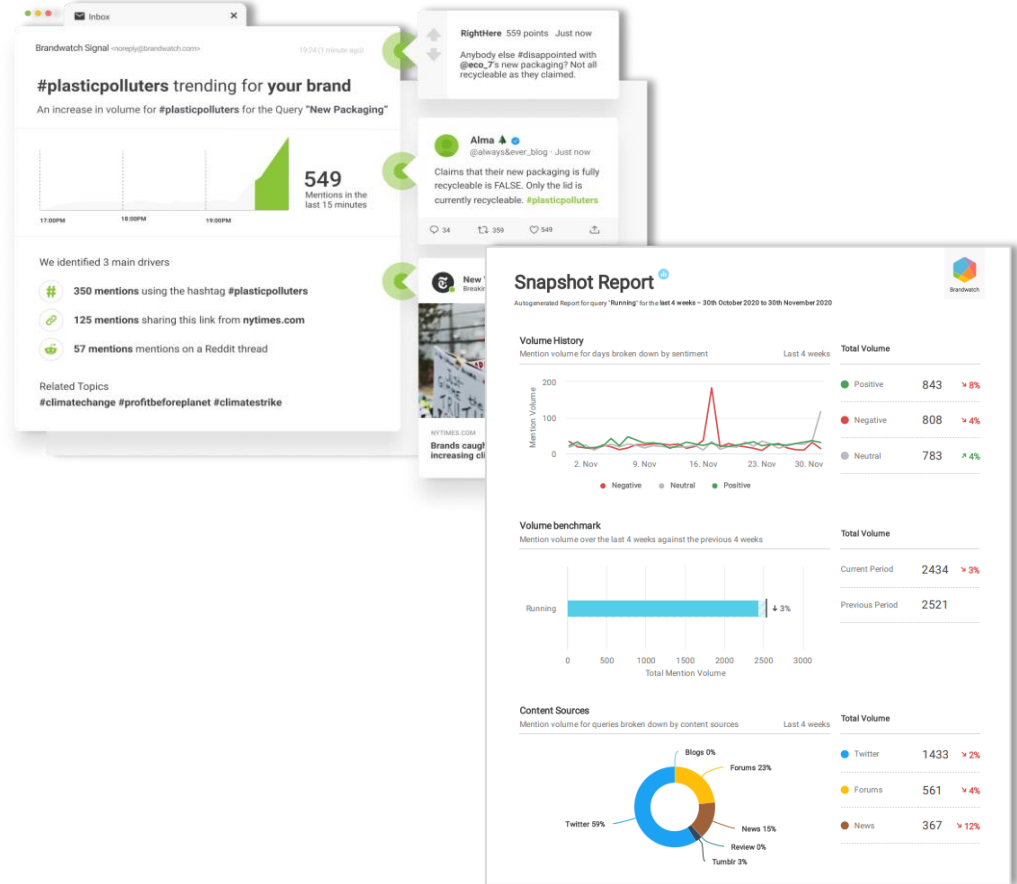 Inbox
Brandwatch Signal <noreply@brandwatch.com>
19:24 (1 minute ago)
#plasticpolluters trending for your brand
An increase in volume for #plasticpolluters for the Query "New Packaging"
549
Mentions in the
last 15 minutes
17:00PM 18:00PM 19:00PM
We identified 3 main drivers
350 mentions using the hashtag #plasticpolluters
125 mentions sharing this link from nytimes.com
57 mentions mentions on a Reddit thread
Related Topics
#climatechange #profitbeforeplanet #climatestrike
RightHere 559 points Just now
Anybody else #disappointed with
@eco_7's new packaging? Not all
recycleable as they claimed.
Alma
@always&ever_blog · Just now
Claims that their new packaging is fully
recycleable is FALSE. Only the lid is
currently recycleable. #plasticpolluters
34 359 549
New
NYTIMES.COM
Brands
increasing
Snapshot Report
Brandwatch
Autogenerated Report for query "Running" for the last 4 weeks – 30th October 2020 to 30th November 2020
Volume History
Mention volume for days broken down by sentiment Last 4 weeks
Total Volume
Mention Volume
200
100
0
2. Nov 9. Nov 16. Nov 23. Nov 30. Nov
Negative Neutral Positive
Positive 843 8%
Negative 808 4%
Neutral 783 4%
Volume benchmark
Mention volume over the last 4 weeks against the previous 4 weeks
Total Volume
Running
3%
0 500 1000 1500 2000 2500 3000
Total Mention Volume
Current Period 2434 3%
Previous Period 2521
Content Sources
Mention volume for queries broken down by content sources Last 4 weeks
Total Volume
Blogs 0%
Forums 23%
Twitter 59%
News 15%
Review 0%
Tumblr 3%
Twitter 1433 2%
Forums 561 4%
News 367 12%